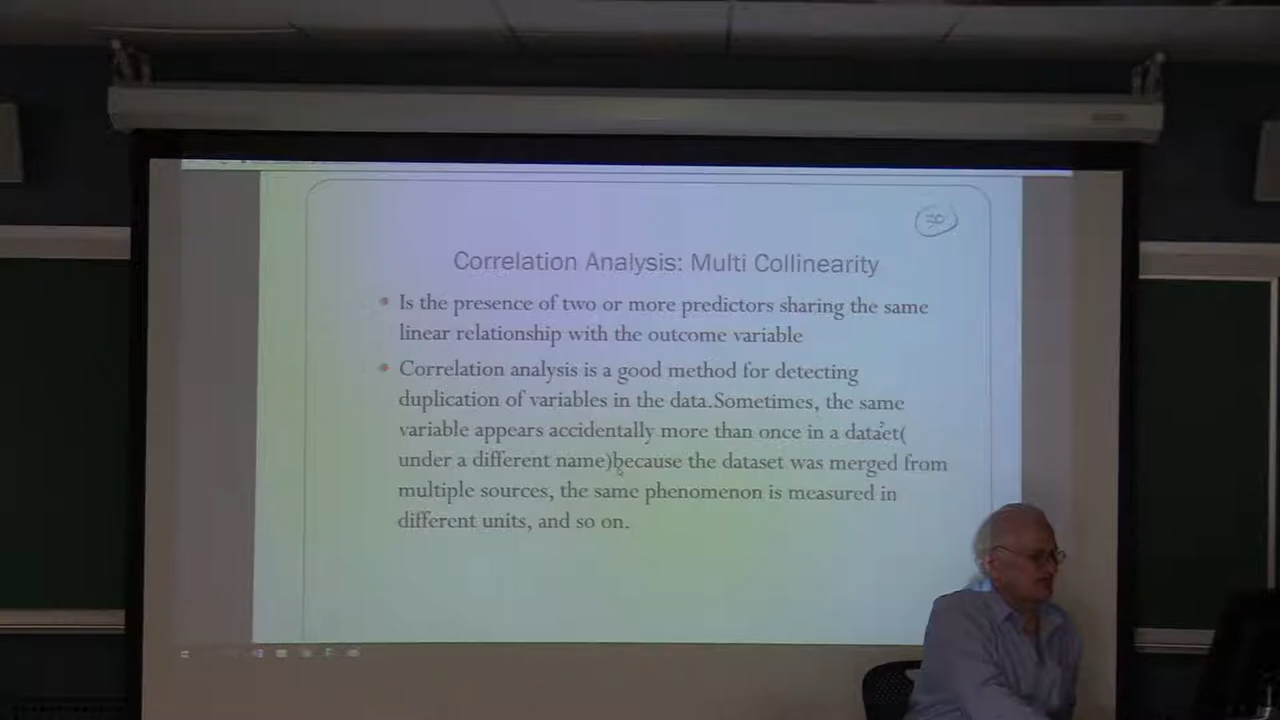 30
Correlation Analysis: Multi Collinearity
Is the presence of two or more predictors sharing the same
linear relationship with the outcome variable
Correlation analysis is a good method for detecting
duplication of variables in the data.Sometimes, the same
variable appears accidentally more than once in a dataset(
under a different name)because the dataset was merged from
multiple sources, the same phenomenon is measured in
different units, and so on.